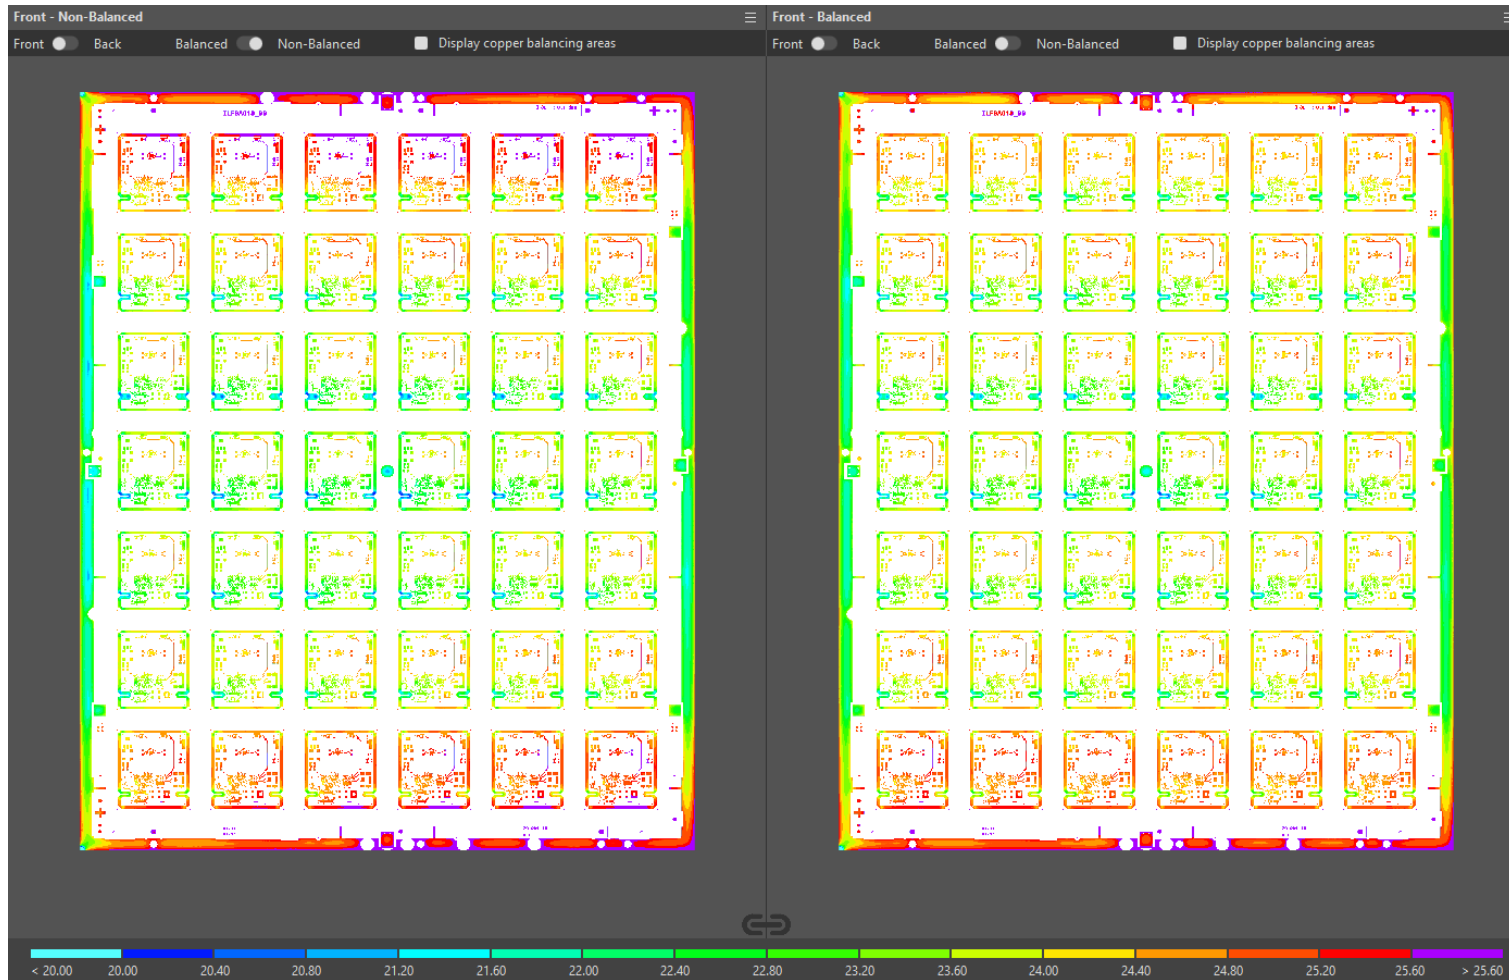 Front - Non-Balanced
Front Back Balanced Non-Balanced Display copper balancing areas
Front - Balanced
Front Back Balanced Non-Balanced Display copper balancing areas
< 20.00 20.00 20.40 20.80 21.20 21.60 22.00 22.40 22.80 23.20 23.60 24.00 24.40 24.80 25.20 25.60 > 25.60